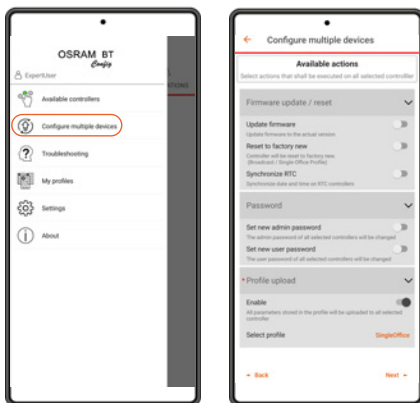 OSRAM BT
Config
ExpertUser
Available controllers
Configure multiple devices
Troubleshooting
My profiles
Settings
About
Configure multiple devices
Available actions
Select actions that shall be executed on all selected controller
Firmware update / reset
Update firmware
Update firmware to the actual version
Reset to factory new
Controller will be reset to factory new.
(Broadcast / Single Office Profile)
Synchronize RTC
Synchronize date and time on RTC controllers
Password
Set new admin password
The admin password of all selected controllers will be changed
Set new user password
The user password of all selected controllers will be changed
* Profile upload
Enable
All parameters stored in the profile will be uploaded to all selected
controller
Select profile SingleOffice
Back Next